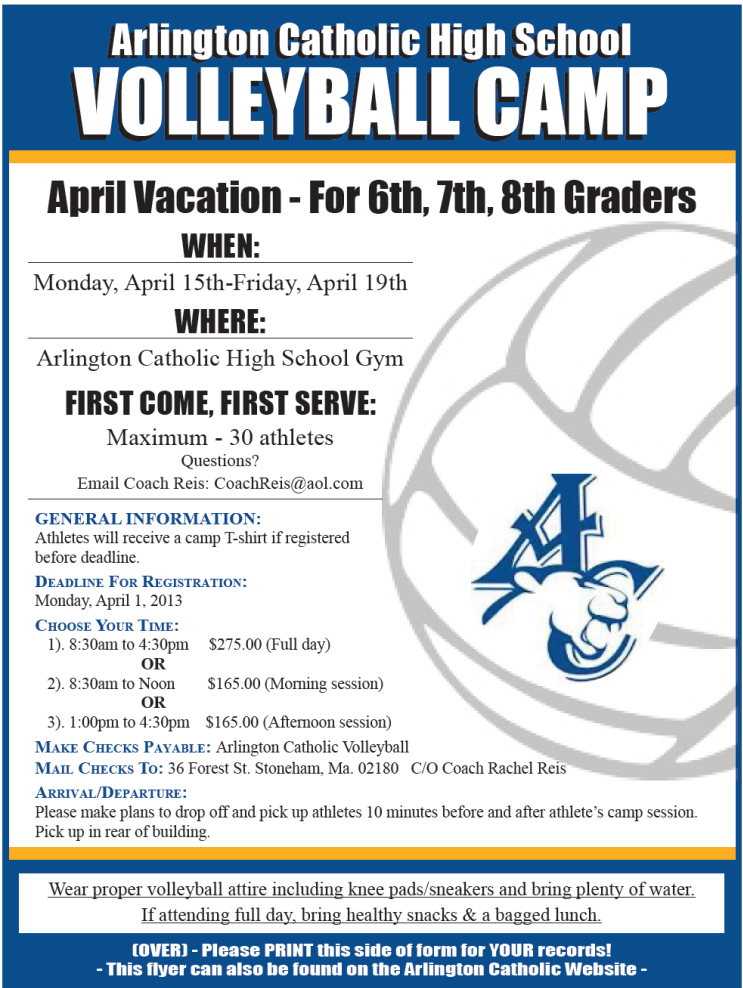 Arlington Catholic High School
VOLLEYBALL CAMP
April Vacation - For 6th, 7th, 8th Graders
WHEN:
Monday, April 15th-Friday, April 19th
WHERE:
Arlington Catholic High School Gym
FIRST COME, FIRST SERVE:
Maximum - 30 athletes
Questions?
Email Coach Reis: CoachReis@aol.com
GENERAL INFORMATION:
Athletes will receive a camp T-shirt if registered
before deadline.
DEADLINE FOR REGISTRATION:
Monday, April 1, 2013
CHOOSE YOUR TIME:
1). 8:30am to 4:30pm $275.00 (Full day)
OR
2). 8:30am to Noon $165.00 (Morning session)
OR
3). 1:00pm to 4:30pm $165.00 (Afternoon session)
MAKE CHECKS PAYABLE: Arlington Catholic Volleyball
MAIL CHECKS TO: 36 Forest St. Stoneham, Ma. 02180 C/O Coach Rachel Reis
ARRIVAL/DEPARTURE:
Please make plans to drop off and pick up athletes 10 minutes before and after athlete's camp session.
Pick up in rear of building.
AC
Wear proper volleyball attire including knee pads/sneakers and bring plenty of water.
If attending full day, bring healthy snacks & a bagged lunch.
(OVER) - Please PRINT this side of form for YOUR records!
- This flyer can also be found on the Arlington Catholic Website -